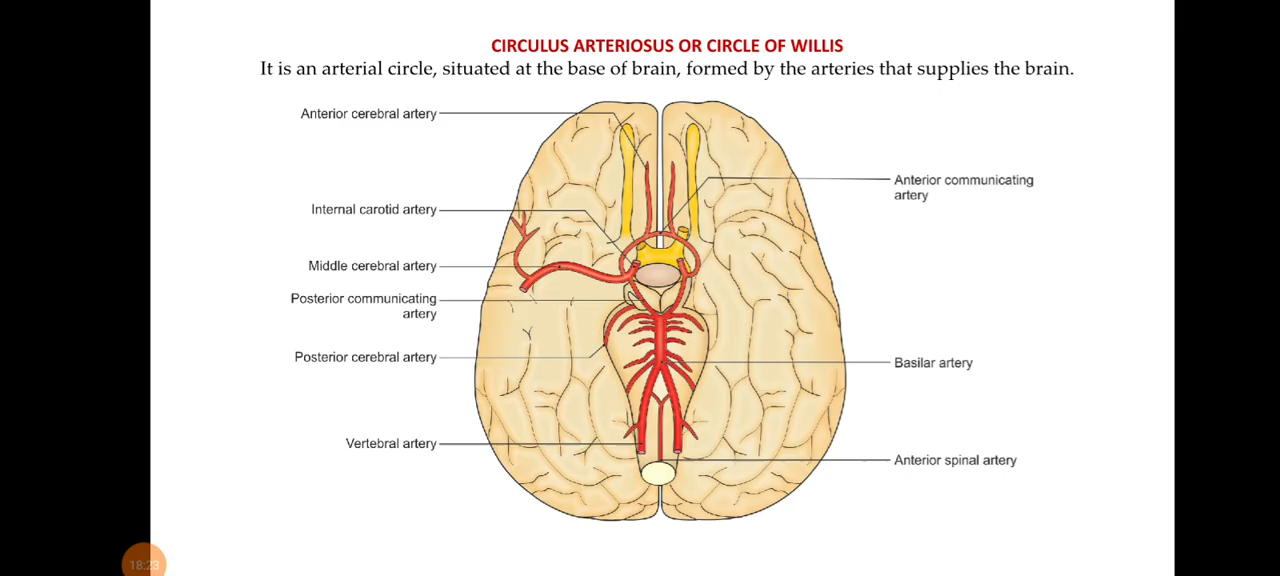 CIRCULUS ARTERIOSUS OR CIRCLE OF WILLIS
It is an arterial circle, situated at the base of brain, formed by the arteries that supplies the brain.
Anterior cerebral artery
Anterior communicating
artery
Internal carotid artery
Middle cerebral artery
Posterior communicating
artery
Posterior cerebral artery
Basilar artery
Vertebral artery
Anterior spinal artery
18:23